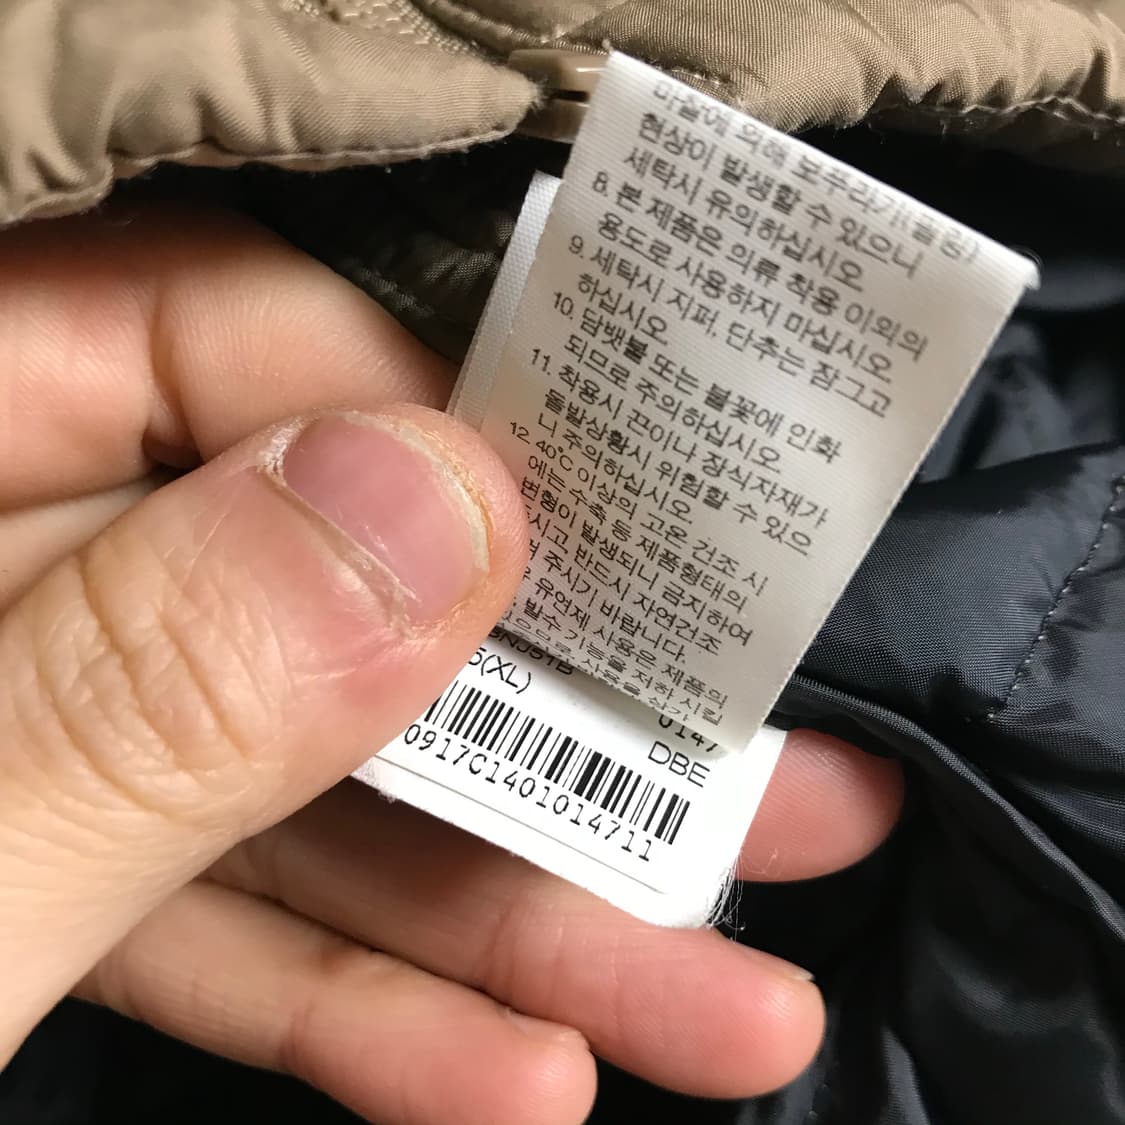 마찰에 의해 보푸라기(필링)
현상이 발생할 수 있으니
세탁시 유의하십시오
8. 본 제품은 의류 착용 이외의
용도로 사용하지 마십시오
9. 세탁시 지퍼, 단추는 잠그고
하십시오
10. 담뱃불 또는 불꽃에 인화
되므로 주의하십시오.
11. 착용시 끈이나 장식자재가
돌발상황시 위험할 수 있으
니 주의하십시오.
12. 40°C 이상의 고온 건조 시
에는 수축 등 제품형태의
변형이 발생되니 금지하여
주시고, 반드시 자연건조
주시기 바랍니다.
유연제 사용은 제품의
발수 기능을 저하 시킬
(XL)
0147
DBE
0917C1401014711